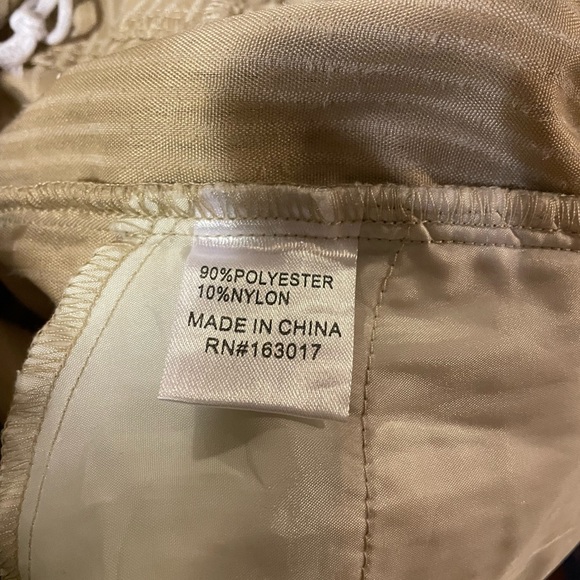 90%POLYESTER
10%NYLON
MADE IN CHINA
RN#163017